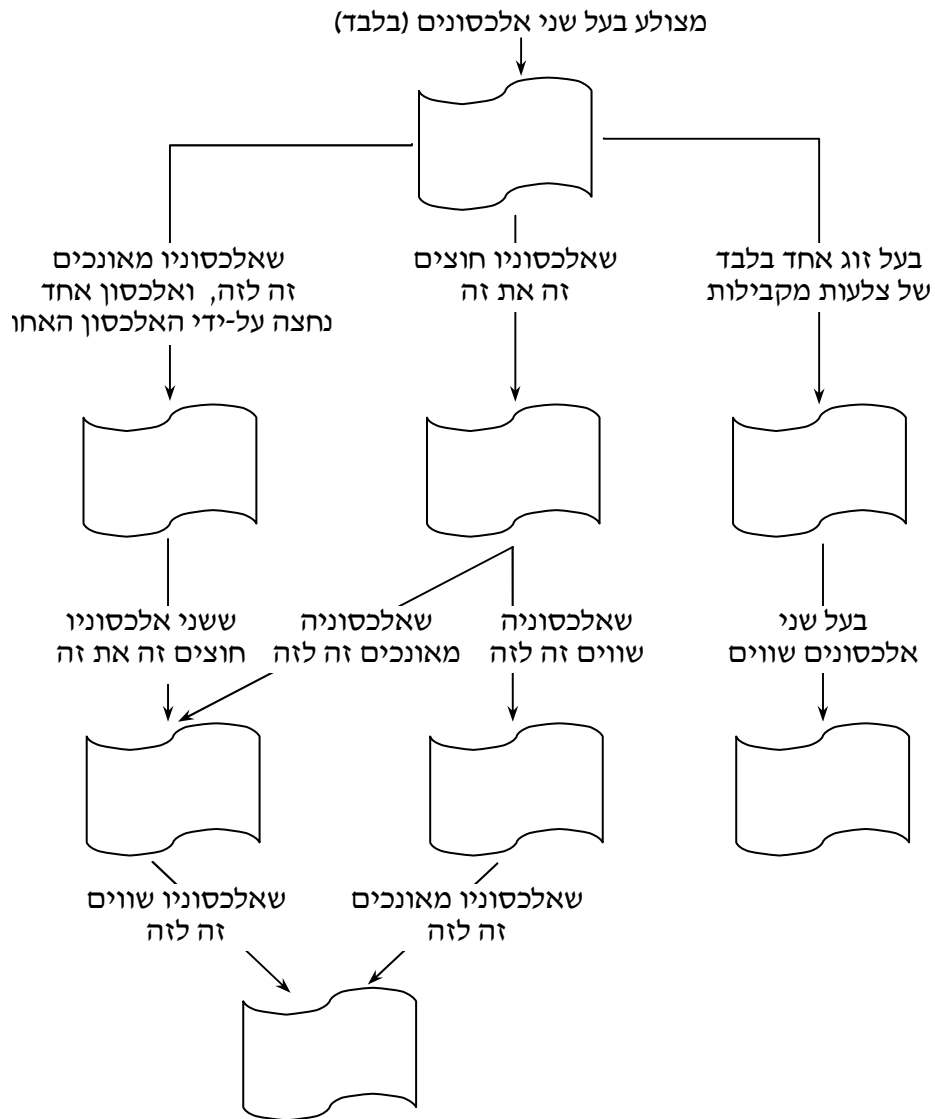 מצולע בעל שני אלכסונים (בלבד)
בעל זוג אחד בלבד
של צלעות מקבילות
שאלכסוניו חוצים
זה את זה
שאלכסוניו מאונכים
זה לזה, ואלכסון אחד
נחצה על-ידי האלכסון האחו
בעל שני
אלכסונים שווים
שאלכסוניה
שווים זה לזה
שאלכסוניה
מאונכים זה לזה
ששני אלכסוניו
חוצים זה את זה
שאלכסוניו מאונכים
זה לזה
שאלכסוניו שווים
זה לזה